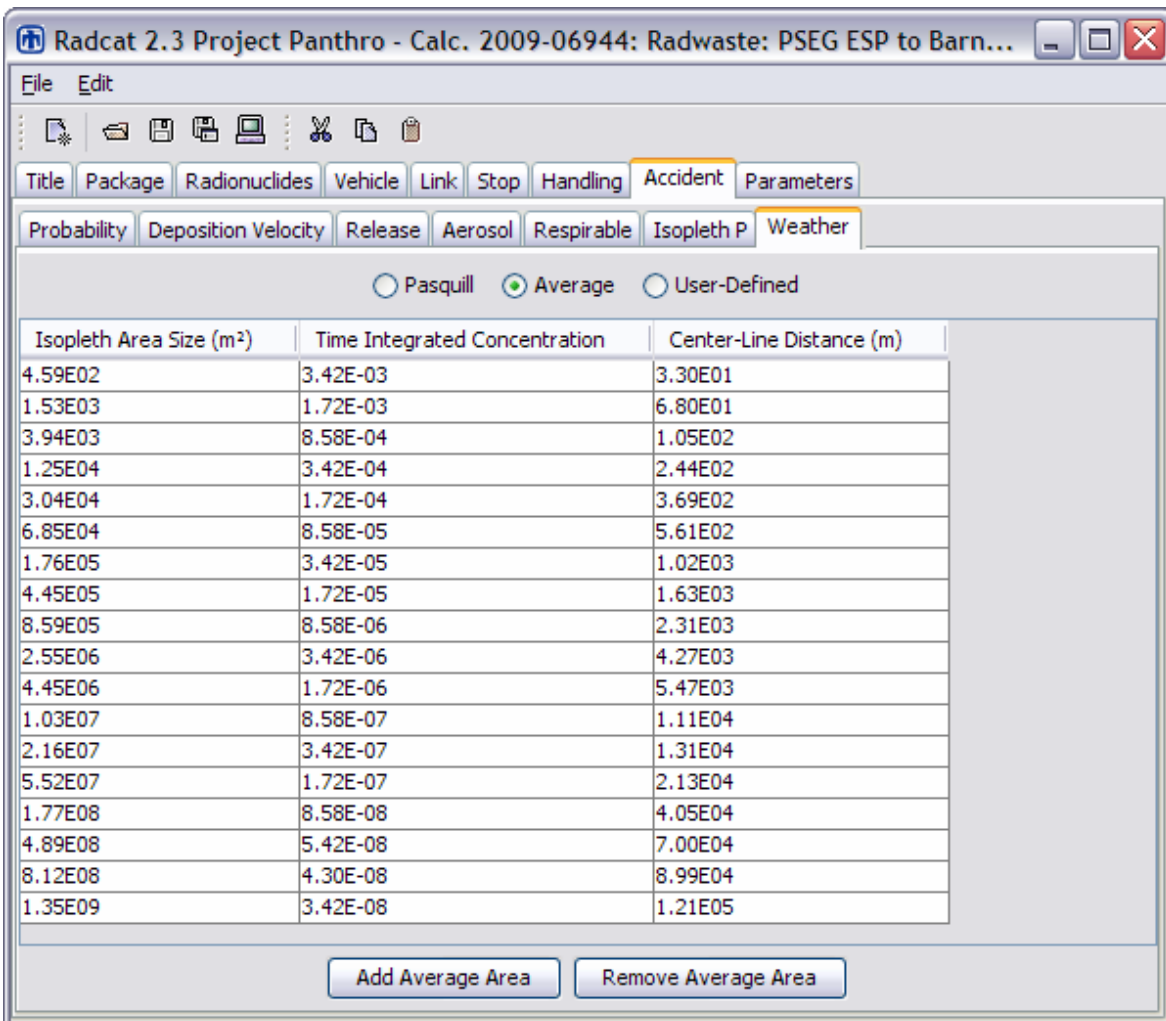 Radcat 2.3 Project Panthro - Calc. 2009-06944: Radwaste: PSEG ESP to Barn...
File Edit
Title Package Radionuclides Vehicle Link Stop Handling Accident Parameters
Probability Deposition Velocity Release Aerosol Respirable Isopleth P Weather
Pasquill Average User-Defined
Isopleth Area Size (m²) Time Integrated Concentration Center-Line Distance (m)
4.59E02 3.42E-03 3.30E01
1.53E03 1.72E-03 6.80E01
3.94E03 8.58E-04 1.05E02
1.25E04 3.42E-04 2.44E02
3.04E04 1.72E-04 3.69E02
6.85E04 8.58E-05 5.61E02
1.76E05 3.42E-05 1.02E03
4.45E05 1.72E-05 1.63E03
8.59E05 8.58E-06 2.31E03
2.55E06 3.42E-06 4.27E03
4.45E06 1.72E-06 5.47E03
1.03E07 8.58E-07 1.11E04
2.16E07 3.42E-07 1.31E04
5.52E07 1.72E-07 2.13E04
1.77E08 8.58E-08 4.05E04
4.89E08 5.42E-08 7.00E04
8.12E08 4.30E-08 8.99E04
1.35E09 3.42E-08 1.21E05
Add Average Area Remove Average Area